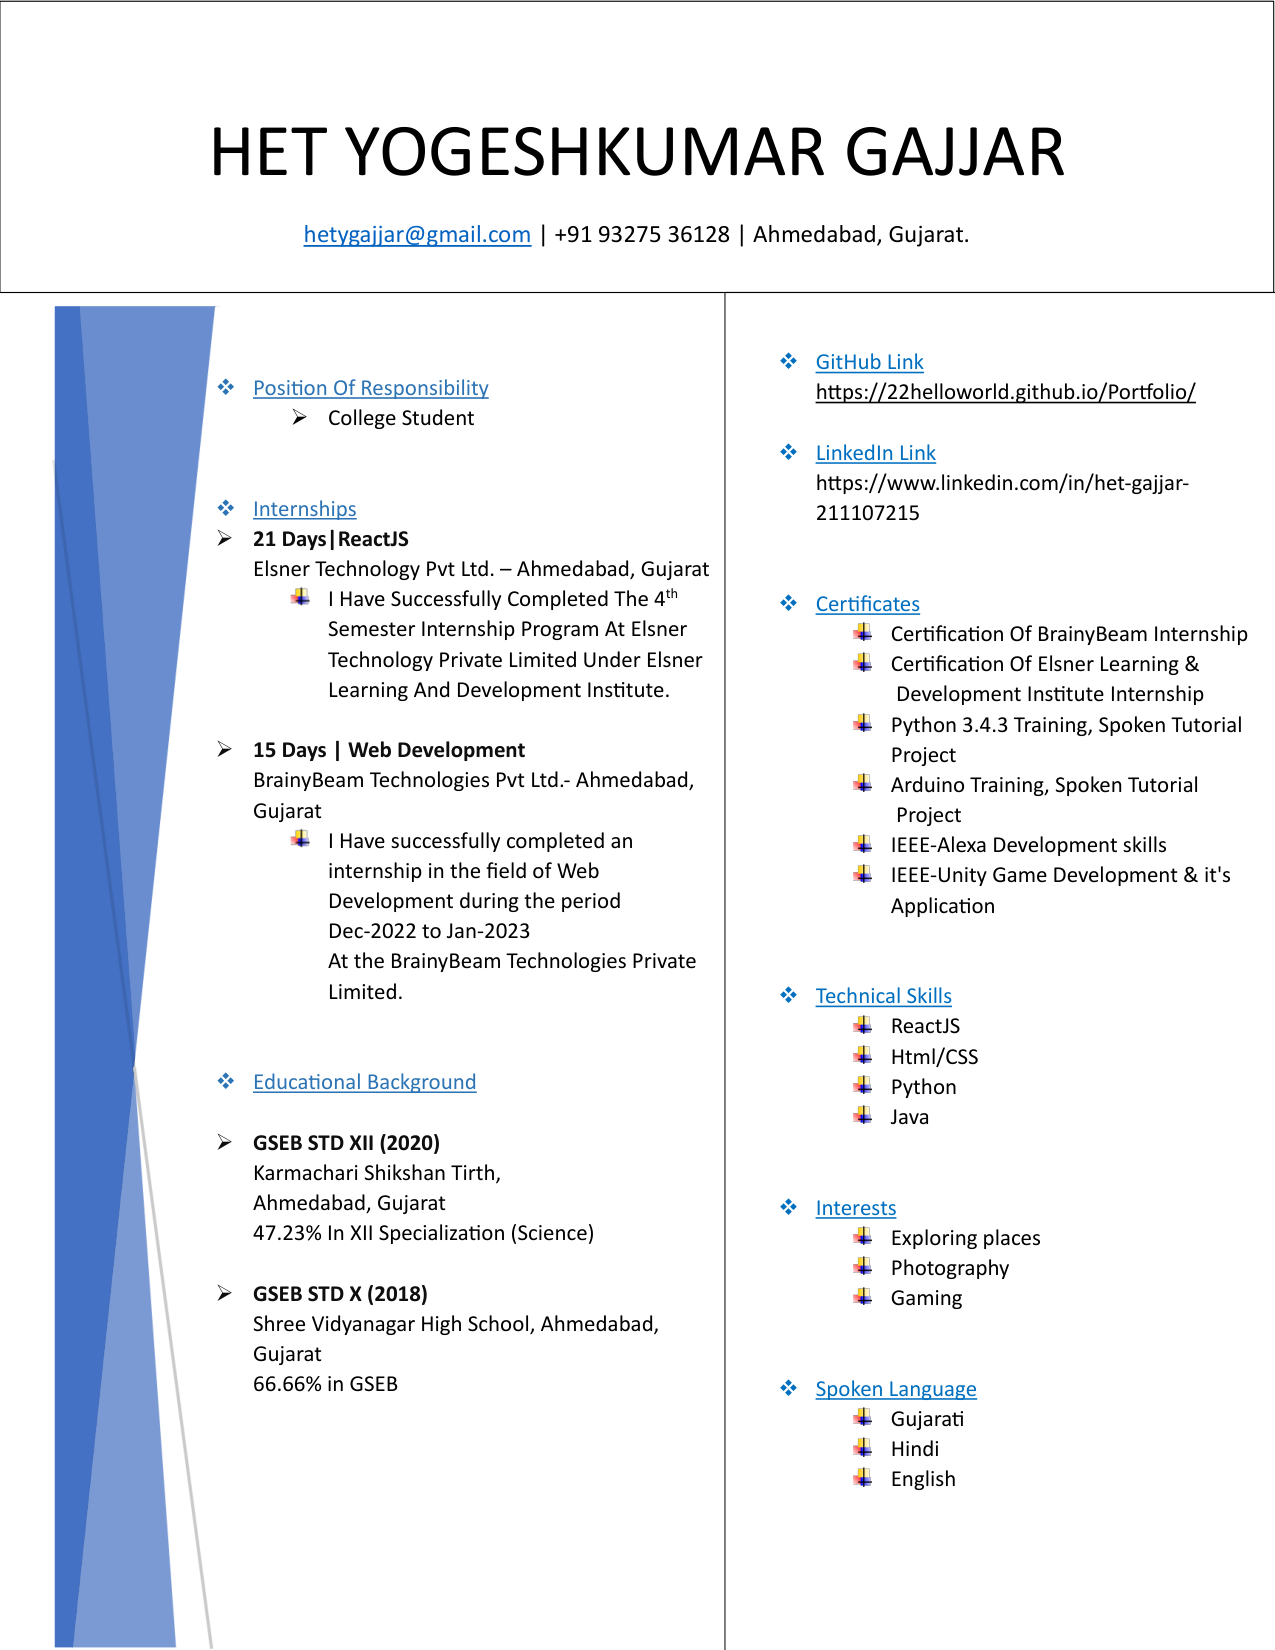 HET YOGESHKUMAR GAJJAR
hetygajjar@gmail.com | +91 93275 36128 | Ahmedabad, Gujarat.
Position Of Responsibility
College Student
Internships
21 Days|ReactJS
Elsner Technology Pvt Ltd. – Ahmedabad, Gujarat
I Have Successfully Completed The 4th
Semester Internship Program At Elsner
Technology Private Limited Under Elsner
Learning And Development Institute.
15 Days | Web Development
BrainyBeam Technologies Pvt Ltd.- Ahmedabad,
Gujarat
I Have successfully completed an
internship in the field of Web
Development during the period
Dec-2022 to Jan-2023
At the BrainyBeam Technologies Private
Limited.
Educational Background
GSEB STD XII (2020)
Karmachari Shikshan Tirth,
Ahmedabad, Gujarat
47.23% In XII Specialization (Science)
GSEB STD X (2018)
Shree Vidyanagar High School, Ahmedabad,
Gujarat
66.66% in GSEB
GitHub Link
https://22helloworld.github.io/Portfolio/
LinkedIn Link
https://www.linkedin.com/in/het-gajjar-
211107215
Certificates
Certification Of BrainyBeam Internship
Certification Of Elsner Learning &
Development Institute Internship
Python 3.4.3 Training, Spoken Tutorial
Project
Arduino Training, Spoken Tutorial
Project
IEEE-Alexa Development skills
IEEE-Unity Game Development & it's
Application
Technical Skills
ReactJS
Html/CSS
Python
Java
Interests
Exploring places
Photography
Gaming
Spoken Language
Gujarati
Hindi
English